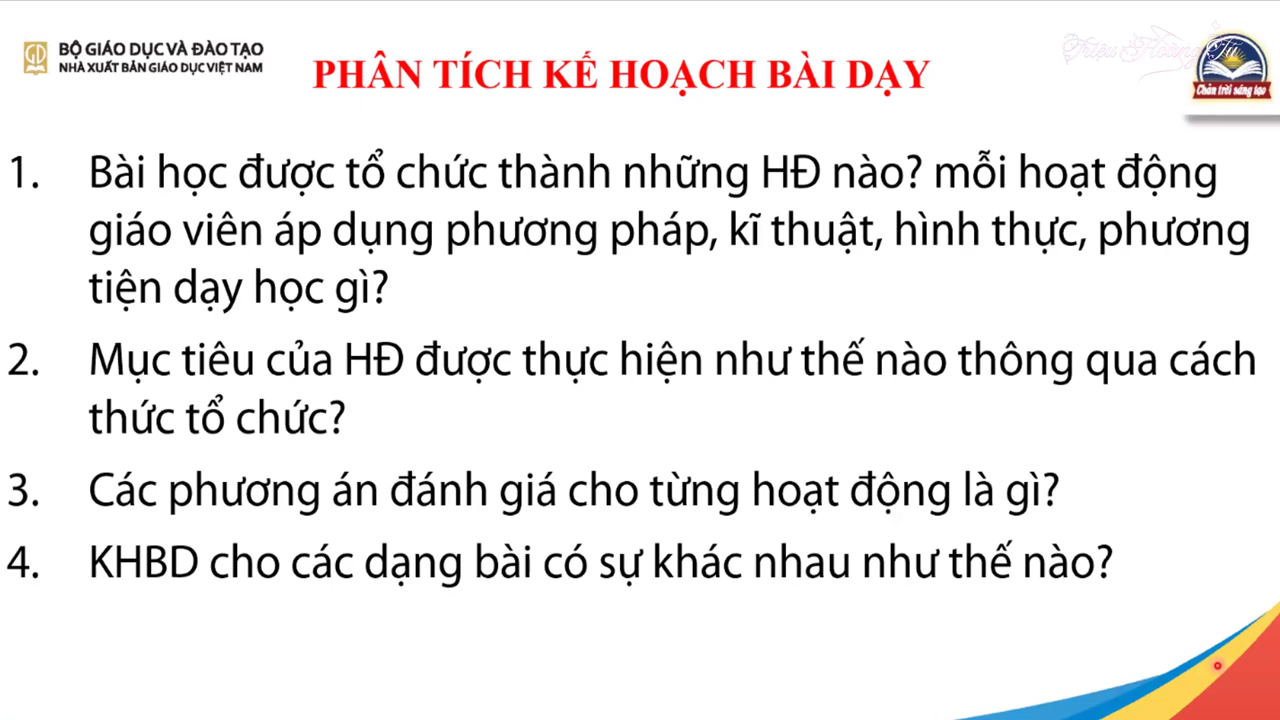 BỘ GIÁO DỤC VÀ ĐÀO TẠO
NHÀ XUẤT BẢN GIÁO DỤC VIỆT NAM
PHÂN TÍCH KẾ HOẠCH BÀI DẠY
Triệu Hoàng Tú
Chân trời sáng tạo
1. Bài học được tổ chức thành những HĐ nào? mỗi hoạt động
giáo viên áp dụng phương pháp, kĩ thuật, hình thực, phương
tiện dạy học gì?
2. Mục tiêu của HĐ được thực hiện như thế nào thông qua cách
thức tổ chức?
3. Các phương án đánh giá cho từng hoạt động là gì?
4. KHBD cho các dạng bài có sự khác nhau như thế nào?